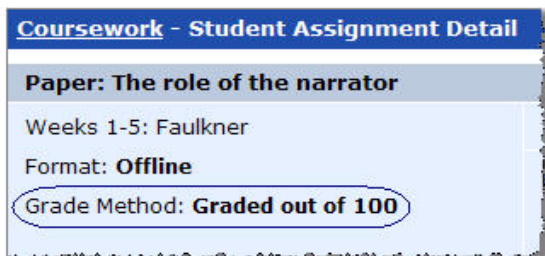 Coursework - Student Assignment Detail
Paper: The role of the narrator
Weeks 1-5: Faulkner
Format: Offline
Grade Method: Graded out of 100